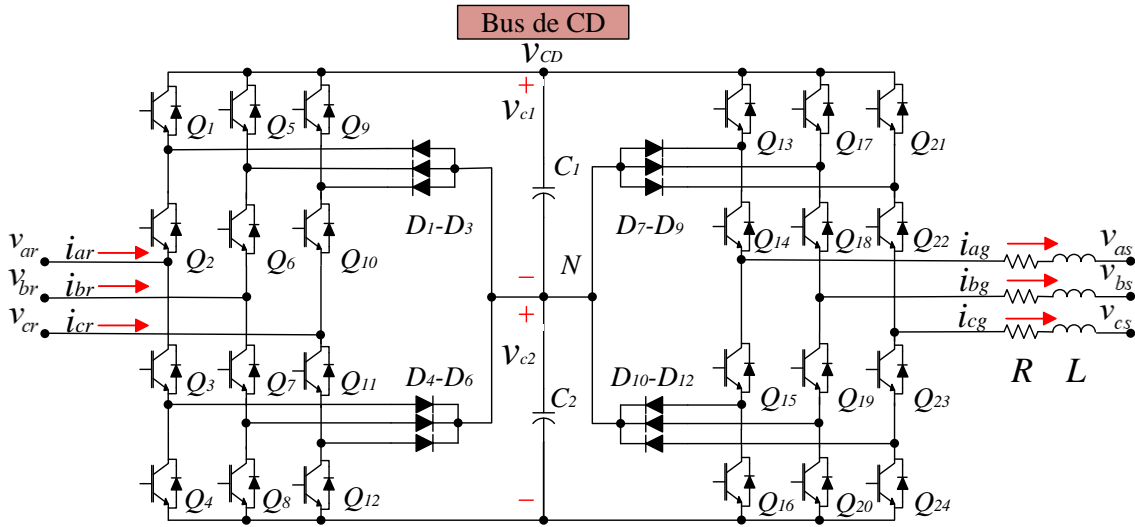 Bus de CD
vCD
+
vc1
Q1 Q5 Q9
Q13 Q17 Q21
C1
D1-D3
D7-D9
var iar
Q2 Q6 Q10
− N
Q14 Q18 Q22
iag vas
vbr ibr
ibg vbs
vcr icr
+
icg vcs
vc2
Q3 Q7 Q11
D4-D6
D10-D12
R L
C2
Q15 Q19 Q23
−
Q4 Q8 Q12
Q16 Q20 Q24